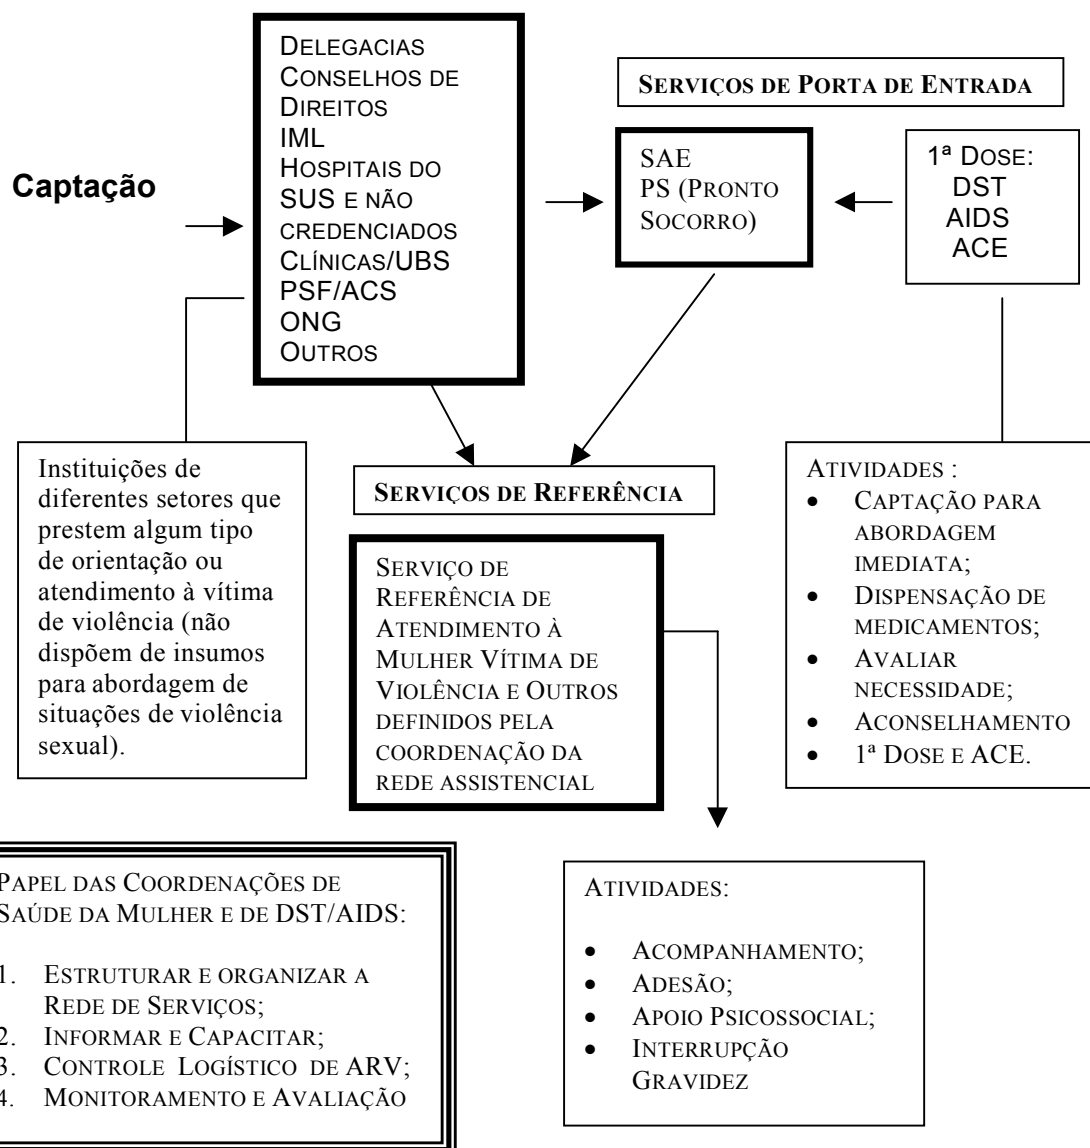 Captação
DELEGACIAS
CONSELHOS DE
DIREITOS
IML
HOSPITAIS DO
SUS E NÃO
CREDENCIADOS
CLÍNICAS/UBS
PSF/ACS
ONG
OUTROS
SERVIÇOS DE PORTA DE ENTRADA
SAE
PS (PRONTO
SOCORRO)
1ª DOSE:
DST
AIDS
ACE
Instituições de
diferentes setores que
prestem algum tipo
de orientação ou
atendimento à vítima
de violência (não
dispõem de insumos
para abordagem de
situações de violência
sexual).
SERVIÇOS DE REFERÊNCIA
SERVIÇO DE
REFERÊNCIA DE
ATENDIMENTO À
MULHER VÍTIMA DE
VIOLÊNCIA E OUTROS
DEFINIDOS PELA
COORDENAÇÃO DA
REDE ASSISTENCIAL
ATIVIDADES :
• CAPTAÇÃO PARA
ABORDAGEM
IMEDIATA;
• DISPENSAÇÃO DE
MEDICAMENTOS;
• AVALIAR
NECESSIDADE;
• ACONSELHAMENTO
• 1ª DOSE E ACE.
PAPEL DAS COORDENAÇÕES DE
SAÚDE DA MULHER E DE DST/AIDS:
1. ESTRUTURAR E ORGANIZAR A
REDE DE SERVIÇOS;
2. INFORMAR E CAPACITAR;
3. CONTROLE LOGÍSTICO DE ARV;
4. MONITORAMENTO E AVALIAÇÃO
ATIVIDADES:
• ACOMPANHAMENTO;
• ADESÃO;
• APOIO PSICOSSOCIAL;
• INTERRUPÇÃO
GRAVIDEZ